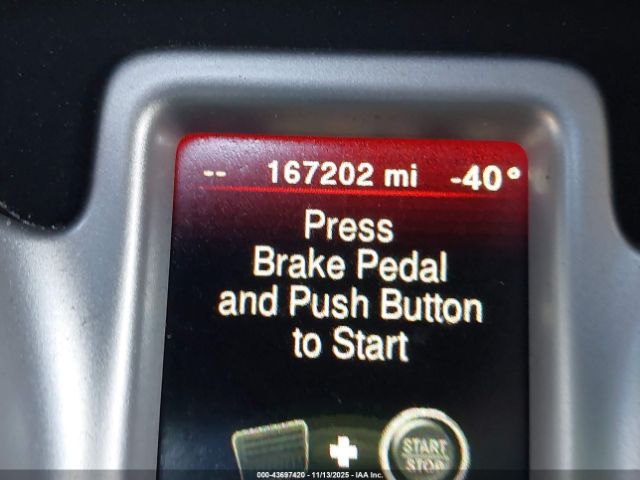 -- 167202 mi -40°
Press
Brake Pedal
and Push Button
to Start
START
STOP
000-43697420 - 11/13/2025 - IAA Inc.